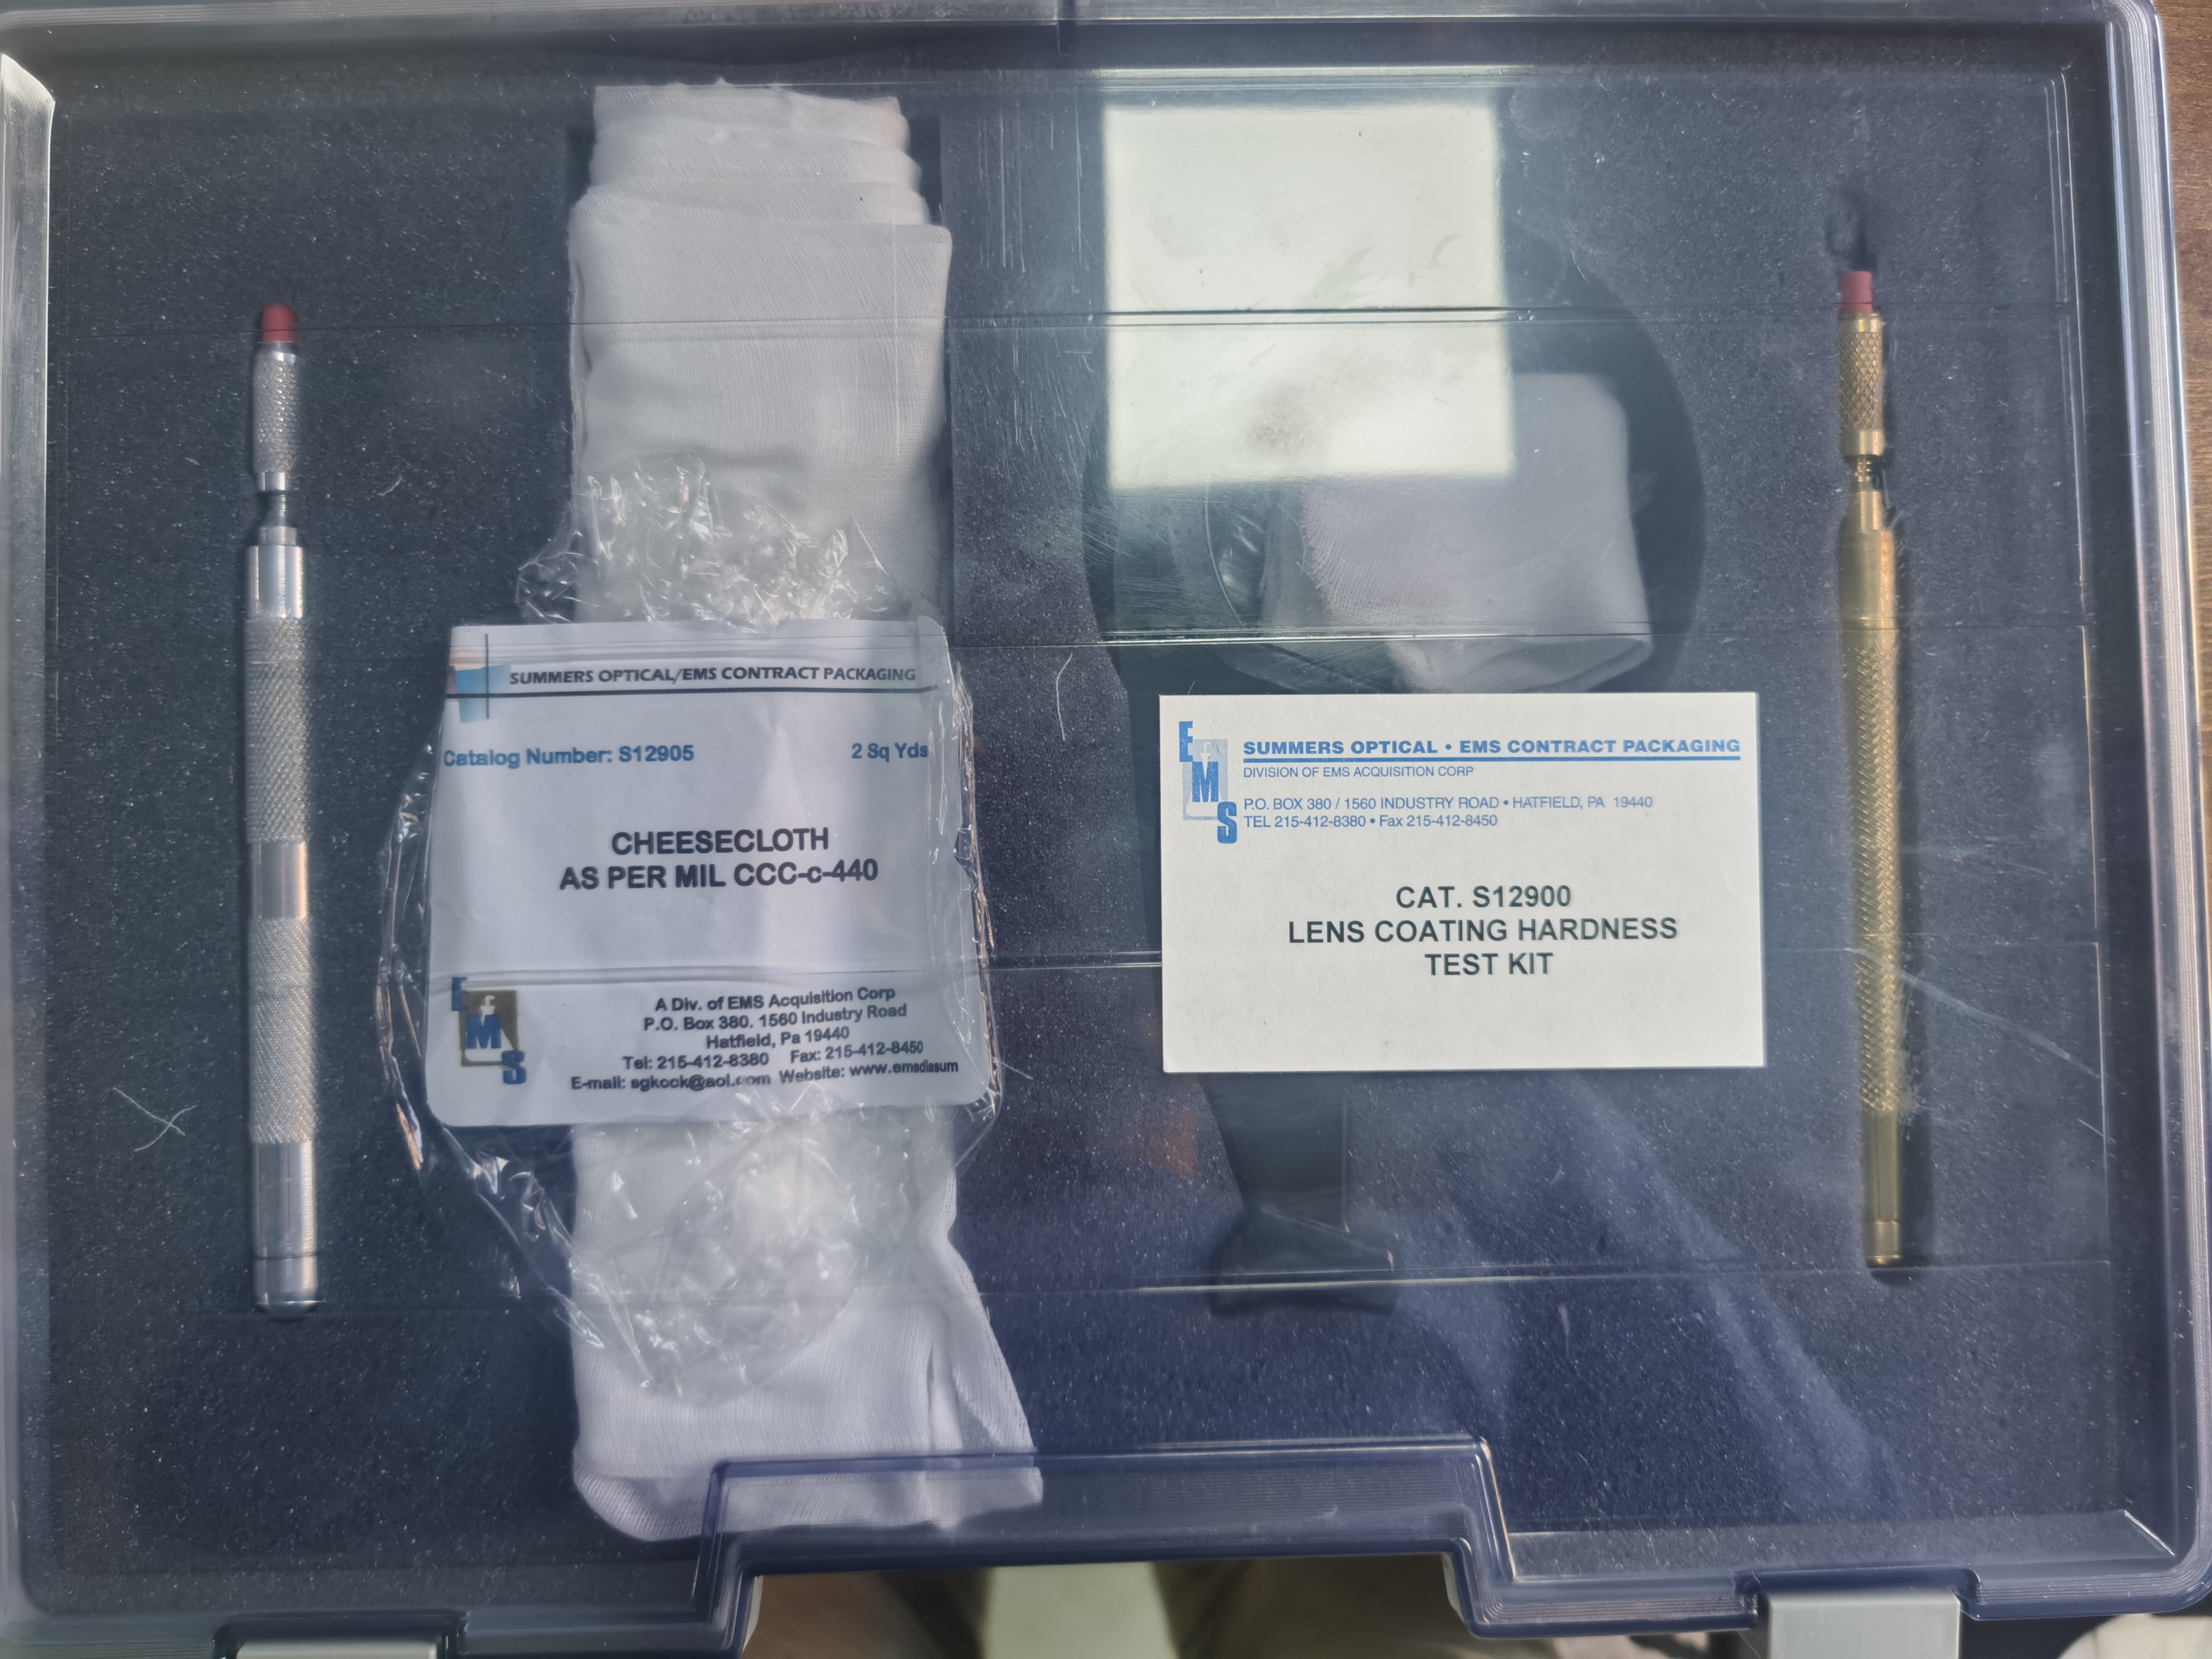 SUMMERS OPTICAL/EMS CONTRACT PACKAGING
Catalog Number: S12905 2 Sq Yds
CHEESECLOTH
AS PER MIL CCC-c-440
E
f
M
S
A Div. of EMS Acquisition Corp
P.O. Box 380. 1560 Industry Road
Hatfield, Pa 19440
Tel: 215-412-8380 Fax: 215-412-8450
E-mail: sgkcck@aol.com Website: www.emsdiasum
E
f
M
S
SUMMERS OPTICAL • EMS CONTRACT PACKAGING
DIVISION OF EMS ACQUISITION CORP
P.O. BOX 380 / 1560 INDUSTRY ROAD • HATFIELD, PA 19440
TEL 215-412-8380 • Fax 215-412-8450
CAT. S12900
LENS COATING HARDNESS
TEST KIT